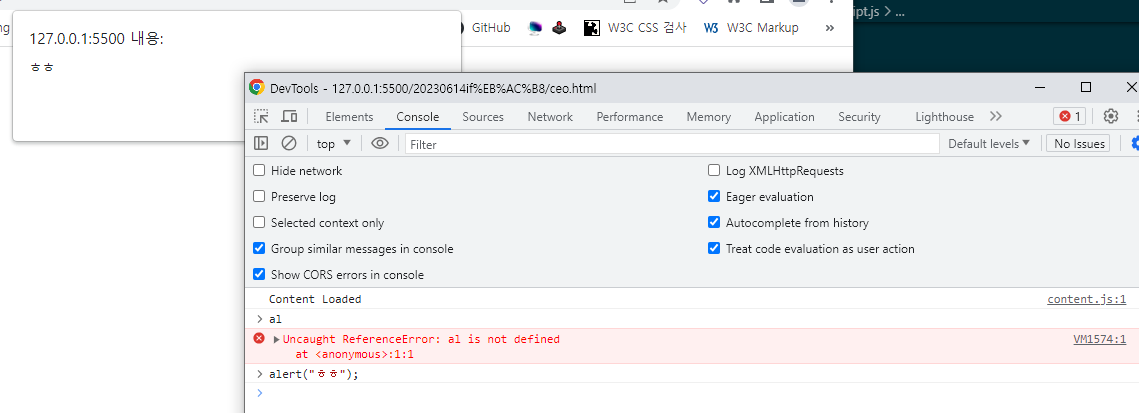 ipt.js > ...
GitHub
W3C CSS 검사
W3C Markup
»
127.0.0.1:5500 내용:
ㅎㅎ
DevTools - 127.0.0.1:5500/20230614if%EB%AC%B8/ceo.html
Elements Console Sources Network Performance Memory Application Security Lighthouse » 1
top Filter Default levels No Issues
Hide network Log XMLHttpRequests
Preserve log Eager evaluation
Selected context only Autocomplete from history
Group similar messages in console Treat code evaluation as user action
Show CORS errors in console
Content Loaded content.js:1
> al
Uncaught ReferenceError: al is not defined VM1574:1
at <anonymous>:1:1
> alert("ㅎㅎ");
>